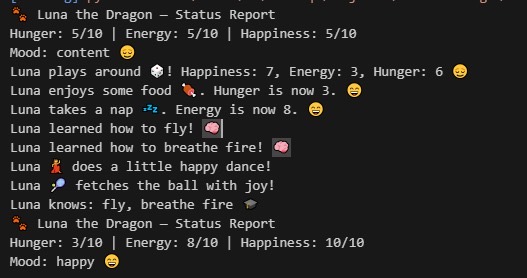 🐾 Luna the Dragon — Status Report
Hunger: 5/10 | Energy: 5/10 | Happiness: 5/10
Mood: content 😌
Luna plays around 🎲! Happiness: 7, Energy: 3, Hunger: 6 😌
Luna enjoys some food 🍖. Hunger is now 3. 😄
Luna takes a nap 💤. Energy is now 8. 😄
Luna learned how to fly! 🧠
Luna learned how to breathe fire! 🧠
Luna 💃 does a little happy dance!
Luna 🎾 fetches the ball with joy!
Luna knows: fly, breathe fire 🎓
🐾 Luna the Dragon — Status Report
Hunger: 3/10 | Energy: 8/10 | Happiness: 10/10
Mood: happy 😄